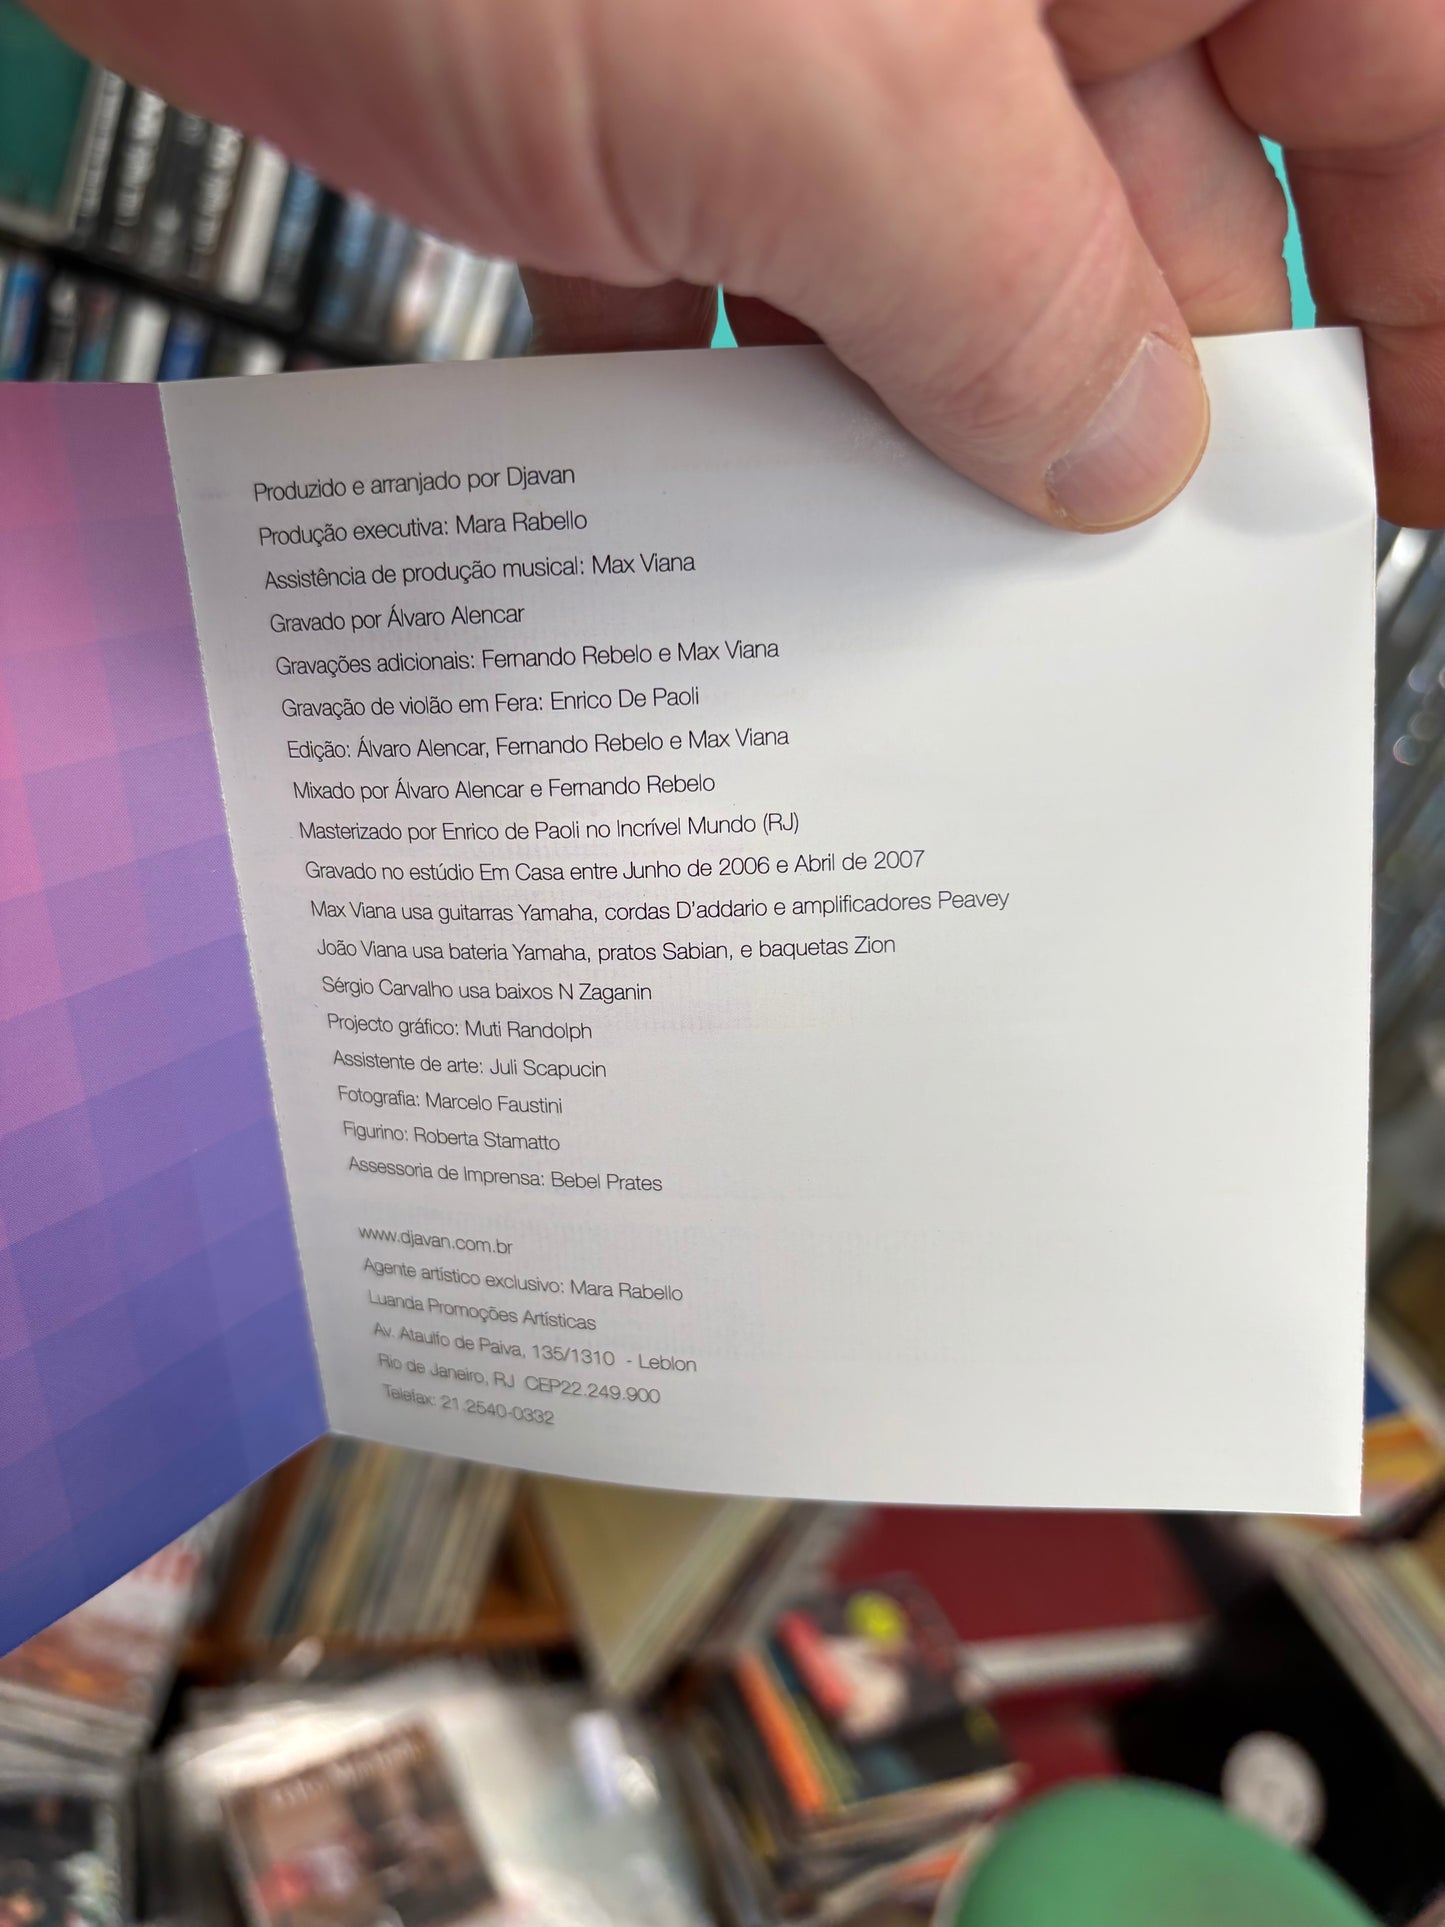 Produzido e arranjado por Djavan
Produção executiva: Mara Rabello
Assistência de produção musical: Max Viana
Gravado por Álvaro Alencar
Gravações adicionais: Fernando Rebelo e Max Viana
Gravação de violão em Fera: Enrico De Paoli
Edição: Álvaro Alencar, Fernando Rebelo e Max Viana
Mixado por Álvaro Alencar e Fernando Rebelo
Masterizado por Enrico de Paoli no Incrível Mundo (RJ)
Gravado no estúdio Em Casa entre Junho de 2006 e Abril de 2007
Max Viana usa guitarras Yamaha, cordas D'addario e amplificadores Peavey
João Viana usa bateria Yamaha, pratos Sabian, e baquetas Zion
Sérgio Carvalho usa baixos N Zaganin
Projecto gráfico: Muti Randolph
Assistente de arte: Juli Scapucin
Fotografia: Marcelo Faustini
Figurino: Roberta Stamatto
Assessoria de Imprensa: Bebel Prates
www.djavan.com.br
Agente artístico exclusivo: Mara Rabello
Luanda Promoções Artísticas
Av. Ataulfo de Paiva, 135/1310 - Leblon
Rio de Janeiro, RJ CEP22.249.900
Telefax: 21.2540-0332